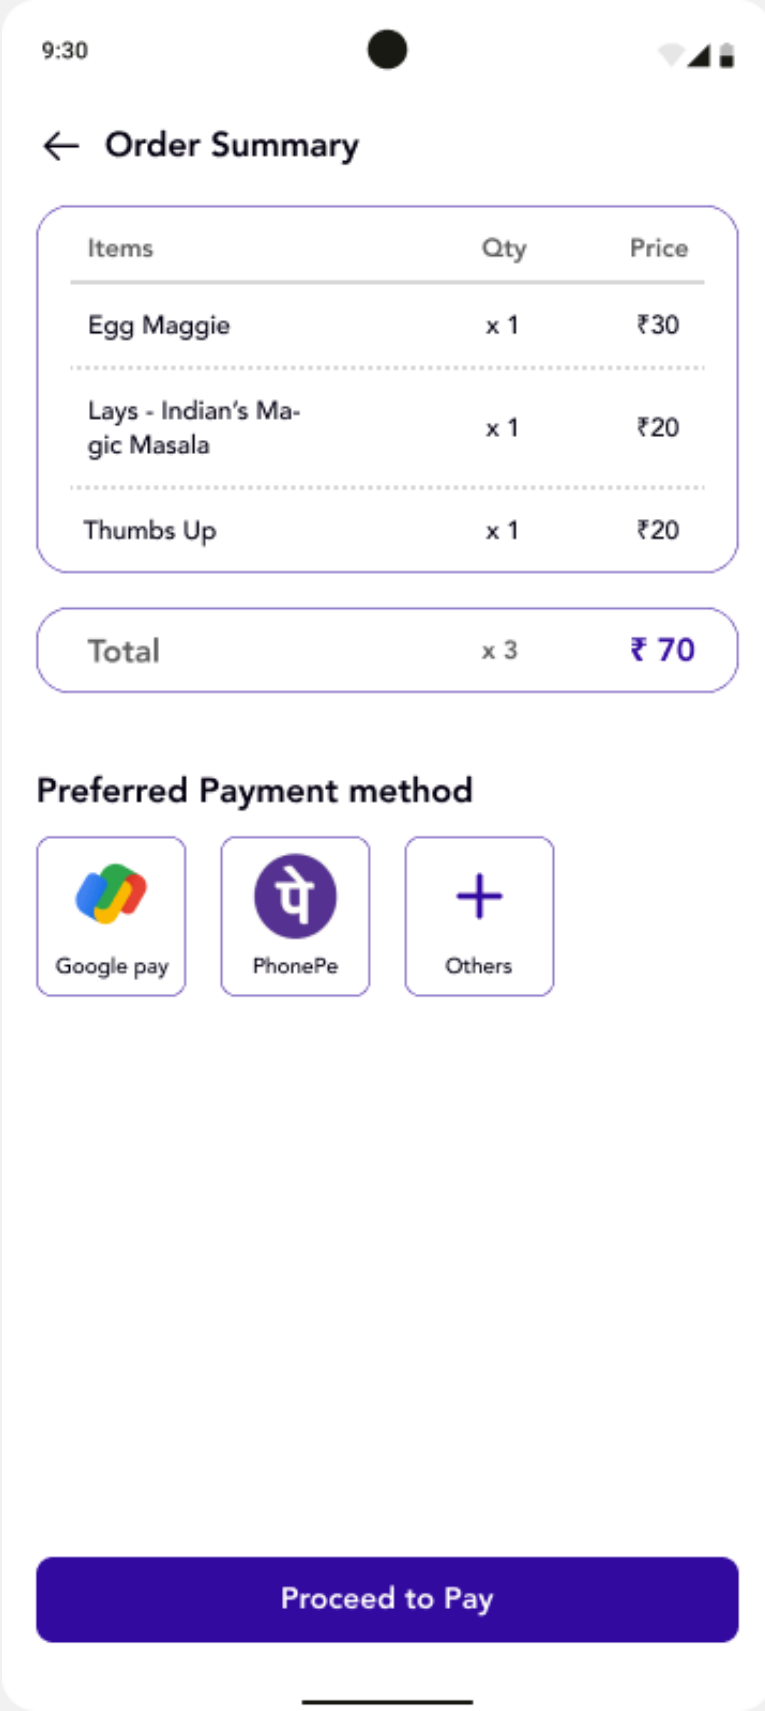 9:30
Order Summary
Items Qty Price
Egg Maggie x 1 ₹30
Lays - Indian’s Ma-
gic Masala x 1 ₹20
Thumbs Up x 1 ₹20
Total x 3 ₹ 70
Preferred Payment method
पे
Google pay PhonePe Others
Proceed to Pay